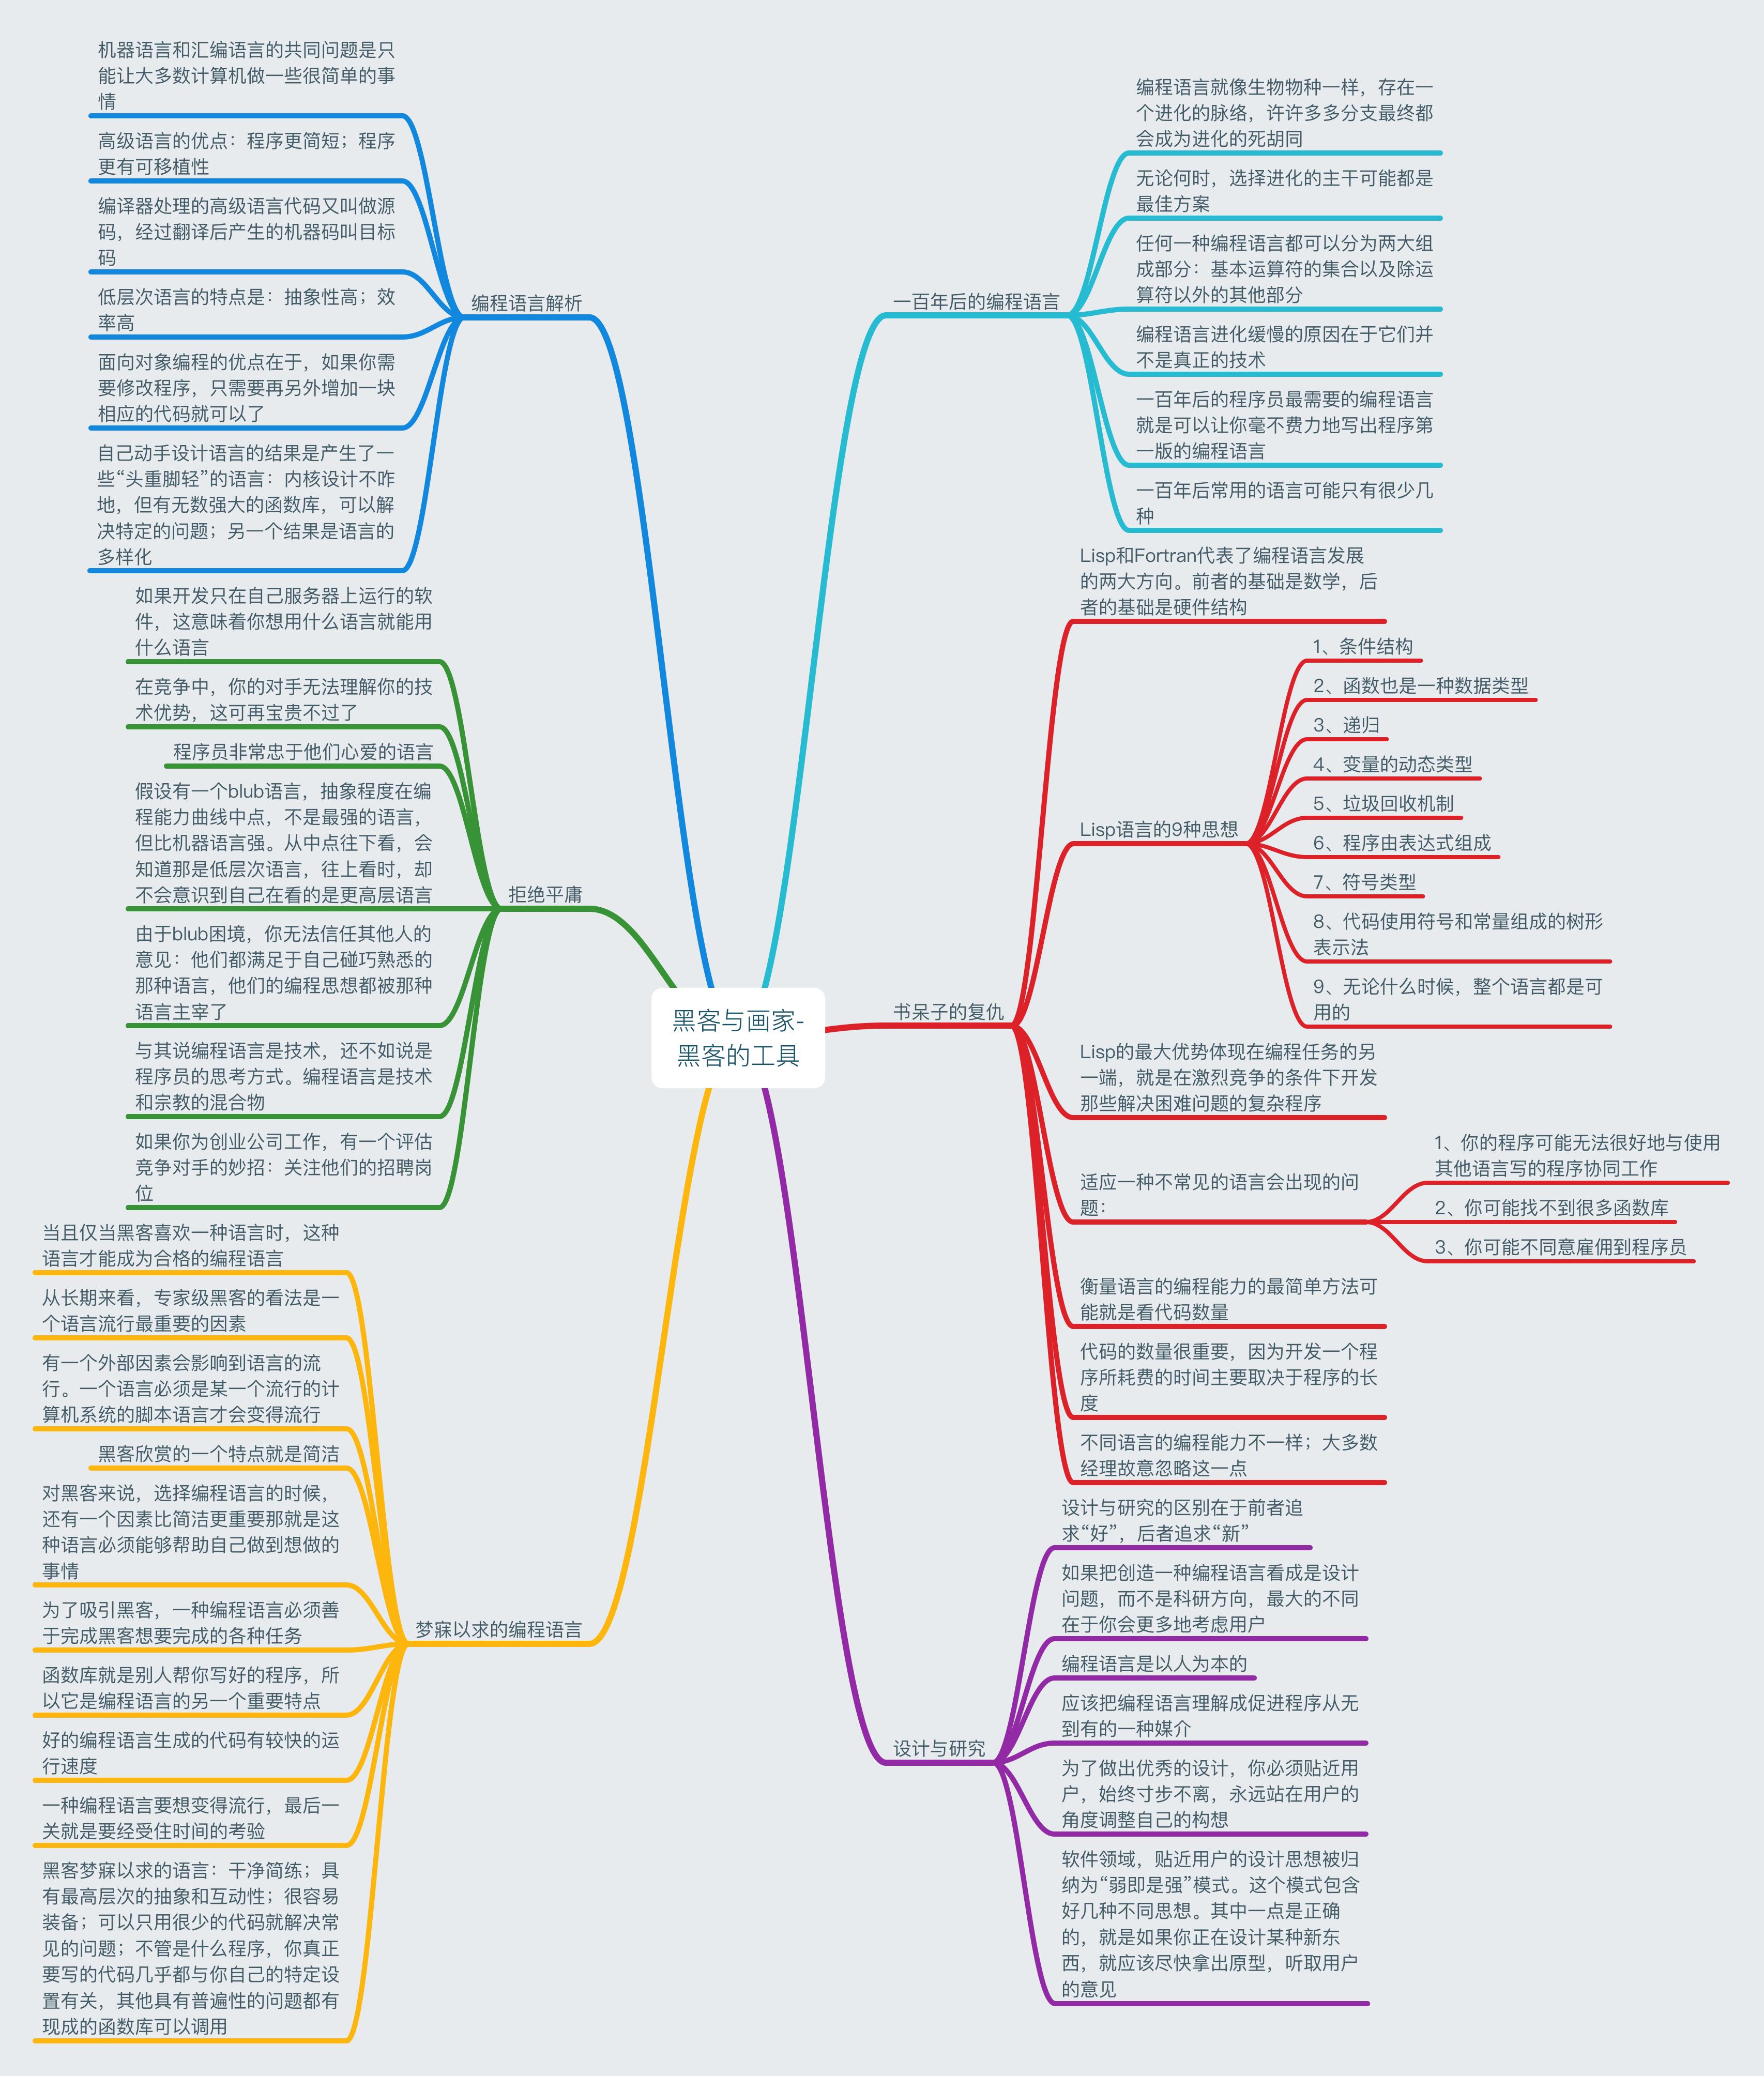 黑客与画家-
黑客的工具
一百年后的编程语言
编程语言就像生物物种一样，存在一
个进化的脉络，许许多多分支最终都
会成为进化的死胡同
无论何时，选择进化的主干可能都是
最佳方案
任何一种编程语言都可以分为两大组
成部分：基本运算符的集合以及除运
算符以外的其他部分
编程语言进化缓慢的原因在于它们并
不是真正的技术
一百年后的程序员最需要的编程语言
就是可以让你毫不费力地写出程序第
一版的编程语言
一百年后常用的语言可能只有很少几
种
书呆子的复仇
Lisp和Fortran代表了编程语言发展
的两大方向。前者的基础是数学，后
者的基础是硬件结构
Lisp语言的9种思想
1、条件结构
2、函数也是一种数据类型
3、递归
4、变量的动态类型
5、垃圾回收机制
6、程序由表达式组成
7、符号类型
8、代码使用符号和常量组成的树形
表示法
9、无论什么时候，整个语言都是可
用的
Lisp的最大优势体现在编程任务的另
一端，就是在激烈竞争的条件下开发
那些解决困难问题的复杂程序
适应一种不常见的语言会出现的问
题：
1、你的程序可能无法很好地与使用
其他语言写的程序协同工作
2、你可能找不到很多函数库
3、你可能不同意雇佣到程序员
衡量语言的编程能力的最简单方法可
能就是看代码数量
代码的数量很重要，因为开发一个程
序所耗费的时间主要取决于程序的长
度
不同语言的编程能力不一样；大多数
经理故意忽略这一点
设计与研究
设计与研究的区别在于前者追
求“好”，后者追求“新”
如果把创造一种编程语言看成是设计
问题，而不是科研方向，最大的不同
在于你会更多地考虑用户
编程语言是以人为本的
应该把编程语言理解成促进程序从无
到有的一种媒介
为了做出优秀的设计，你必须贴近用
户，始终寸步不离，永远站在用户的
角度调整自己的构想
软件领域，贴近用户的设计思想被归
纳为“弱即是强”模式。这个模式包含
好几种不同思想。其中一点是正确
的，就是如果你正在设计某种新东
西，就应该尽快拿出原型，听取用户
的意见
编程语言解析
机器语言和汇编语言的共同问题是只
能让大多数计算机做一些很简单的事
情
高级语言的优点：程序更简短；程序
更有可移植性
编译器处理的高级语言代码又叫做源
码，经过翻译后产生的机器码叫目标
码
低层次语言的特点是：抽象性高；效
率高
面向对象编程的优点在于，如果你需
要修改程序，只需要再另外增加一块
相应的代码就可以了
自己动手设计语言的结果是产生了一
些“头重脚轻”的语言：内核设计不咋
地，但有无数强大的函数库，可以解
决特定的问题；另一个结果是语言的
多样化
拒绝平庸
如果开发只在自己服务器上运行的软
件，这意味着你想用什么语言就能用
什么语言
在竞争中，你的对手无法理解你的技
术优势，这可再宝贵不过了
程序员非常忠于他们心爱的语言
假设有一个blub语言，抽象程度在编
程能力曲线中点，不是最强的语言，
但比机器语言强。从中点往下看，会
知道那是低层次语言，往上看时，却
不会意识到自己在看的是更高层语言
由于blub困境，你无法信任其他人的
意见：他们都满足于自己碰巧熟悉的
那种语言，他们的编程思想都被那种
语言主宰了
与其说编程语言是技术，还不如说是
程序员的思考方式。编程语言是技术
和宗教的混合物
如果你为创业公司工作，有一个评估
竞争对手的妙招：关注他们的招聘岗
位
梦寐以求的编程语言
当且仅当黑客喜欢一种语言时，这种
语言才能成为合格的编程语言
从长期来看，专家级黑客的看法是一
个语言流行最重要的因素
有一个外部因素会影响到语言的流
行。一个语言必须是某一个流行的计
算机系统的脚本语言才会变得流行
黑客欣赏的一个特点就是简洁
对黑客来说，选择编程语言的时候，
还有一个因素比简洁更重要那就是这
种语言必须能够帮助自己做到想做的
事情
为了吸引黑客，一种编程语言必须善
于完成黑客想要完成的各种任务
函数库就是别人帮你写好的程序，所
以它是编程语言的另一个重要特点
好的编程语言生成的代码有较快的运
行速度
一种编程语言要想变得流行，最后一
关就是要经受住时间的考验
黑客梦寐以求的语言：干净简练；具
有最高层次的抽象和互动性；很容易
装备；可以只用很少的代码就解决常
见的问题；不管是什么程序，你真正
要写的代码几乎都与你自己的特定设
置有关，其他具有普遍性的问题都有
现成的函数库可以调用